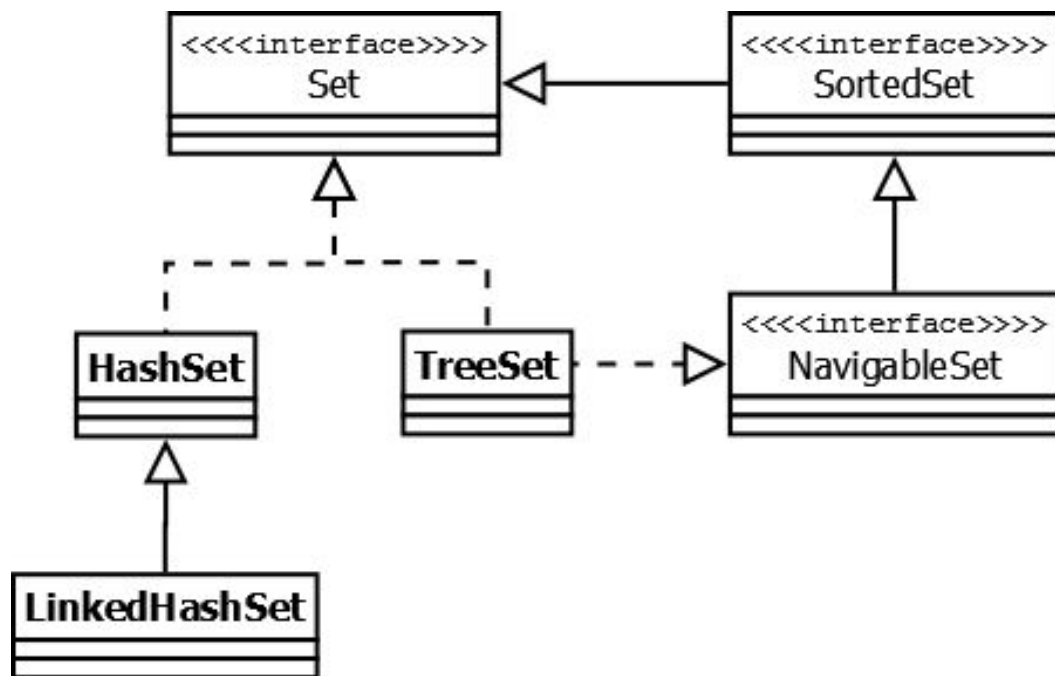 <<<<interface>>>>
Set
<<<<interface>>>>
SortedSet
HashSet
TreeSet
<<<<interface>>>>
NavigableSet
LinkedHashSet